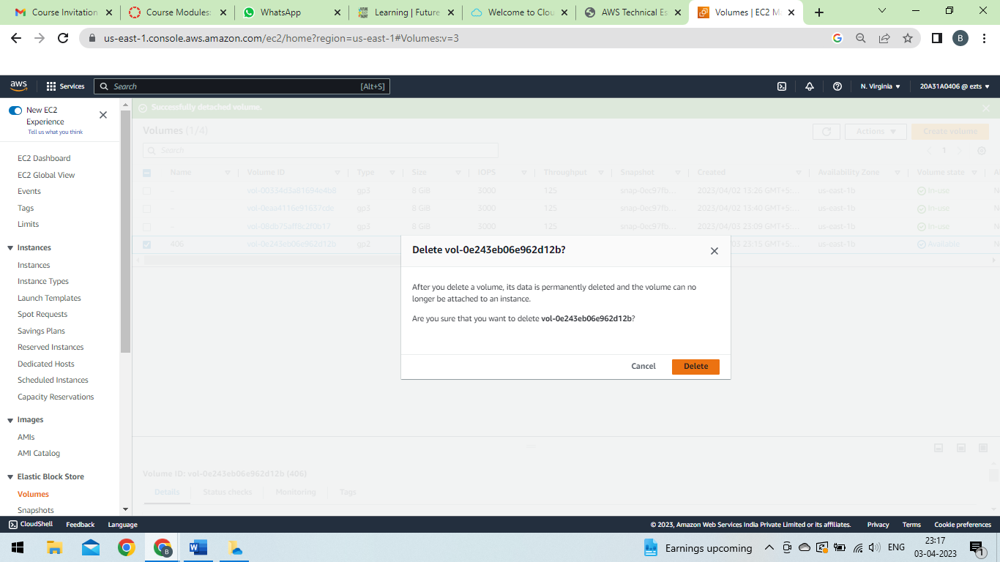 Course Invitation
Course Modules:
WhatsApp
Learning | Future
Welcome to Clou
AWS Technical Es
Volumes | EC2 Ma
us-east-1.console.aws.amazon.com/ec2/home?region=us-east-1#Volumes:v=3
B
aws
Services
Search
[Alt+S]
N. Virginia
20A31A0406 @ ezts
New EC2
Experience
Tell us what you think
EC2 Dashboard
EC2 Global View
Events
Tags
Limits
Instances
Instances
Instance Types
Launch Templates
Spot Requests
Savings Plans
Reserved Instances
Dedicated Hosts
Scheduled Instances
Capacity Reservations
Images
AMIs
AMI Catalog
Elastic Block Store
Volumes
Snapshots
Successfully detached volume.
Volumes (1/4)
Actions
Create volume
Search
1
Name Volume ID Type Size IOPS Throughput Snapshot Created Availability Zone Volume state A
– gp3 8 GiB 3000 125 snap-0ec97fb... 2023/04/02 13:26 GMT+5:... us-east-1b In-use N
– gp3 8 GiB 3000 125 snap-0ec97fb... 2023/04/02 13:40 GMT+5:... us-east-1b In-use N
– gp3 8 GiB 3000 125 snap-0ec97fb... 2023/04/03 23:09 GMT+5:... us-east-1b In-use N
406 vol-0e243eb06e962d12b gp2 03 23:15 GMT+5:... us-east-1b Available N
Delete vol-0e243eb06e962d12b?
After you delete a volume, its data is permanently deleted and the volume can no
longer be attached to an instance.
Are you sure that you want to delete vol-0e243eb06e962d12b?
Cancel
Delete
Volume ID: vol-0e243eb06e962d12b (406)
Details
Status checks
Monitoring
Tags
CloudShell
Feedback
Language
© 2023, Amazon Web Services India Private Limited or its affiliates.
Privacy
Terms
Cookie preferences
Earnings upcoming
ENG
23:17
03-04-2023
1